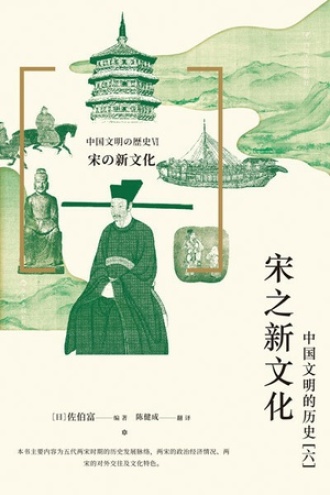 中国文明の歴史Ⅵ
宋の新文化
宋之新文化
中国文明的历史[六]
[日]佐伯富——编著 陈健成——翻译
本书主要内容为五代两宋时期的历史发展脉络，两宋的政治经济情况，两
宋的对外交往及文化特色。